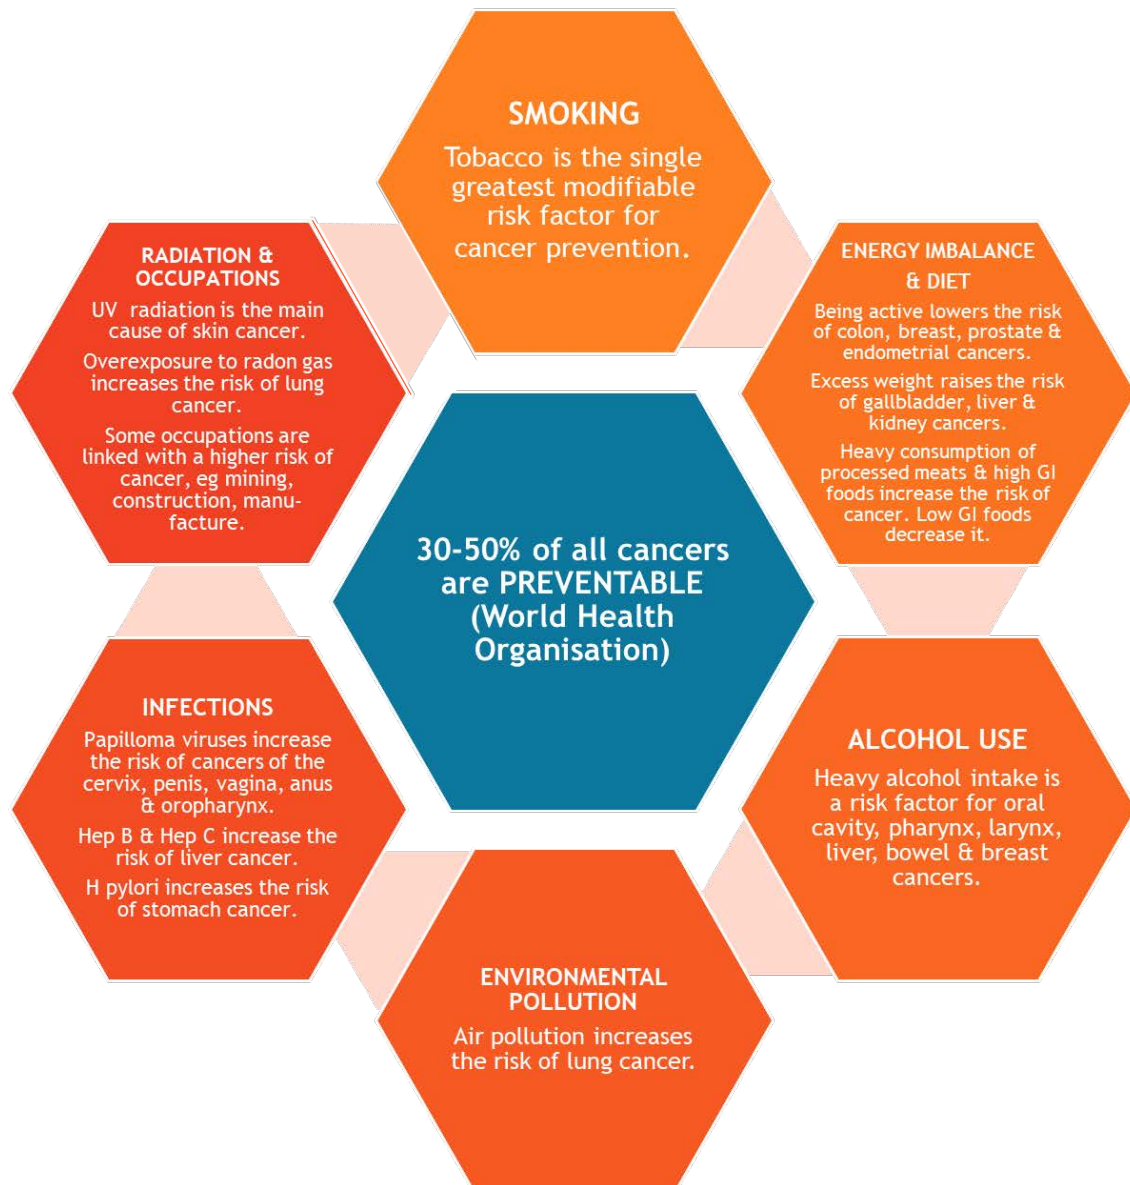 SMOKING
Tobacco is the single
greatest modifiable
risk factor for
cancer prevention.
ENERGY IMBALANCE
& DIET
Being active lowers the risk
of colon, breast, prostate &
endometrial cancers.
Excess weight raises the risk
of gallbladder, liver &
kidney cancers.
Heavy consumption of
processed meats & high GI
foods increase the risk of
cancer. Low GI foods
decrease it.
ALCOHOL USE
Heavy alcohol intake is
a risk factor for oral
cavity, pharynx, larynx,
liver, bowel & breast
cancers.
ENVIRONMENTAL
POLLUTION
Air pollution increases
the risk of lung cancer.
INFECTIONS
Papilloma viruses increase
the risk of cancers of the
cervix, penis, vagina, anus
& oropharynx.
Hep B & Hep C increase the
risk of liver cancer.
H pylori increases the risk
of stomach cancer.
RADIATION &
OCCUPATIONS
UV radiation is the main
cause of skin cancer.
Overexposure to radon gas
increases the risk of lung
cancer.
Some occupations are
linked with a higher risk of
cancer, eg mining,
construction, manu-
facture.
30-50% of all cancers
are PREVENTABLE
(World Health
Organisation)